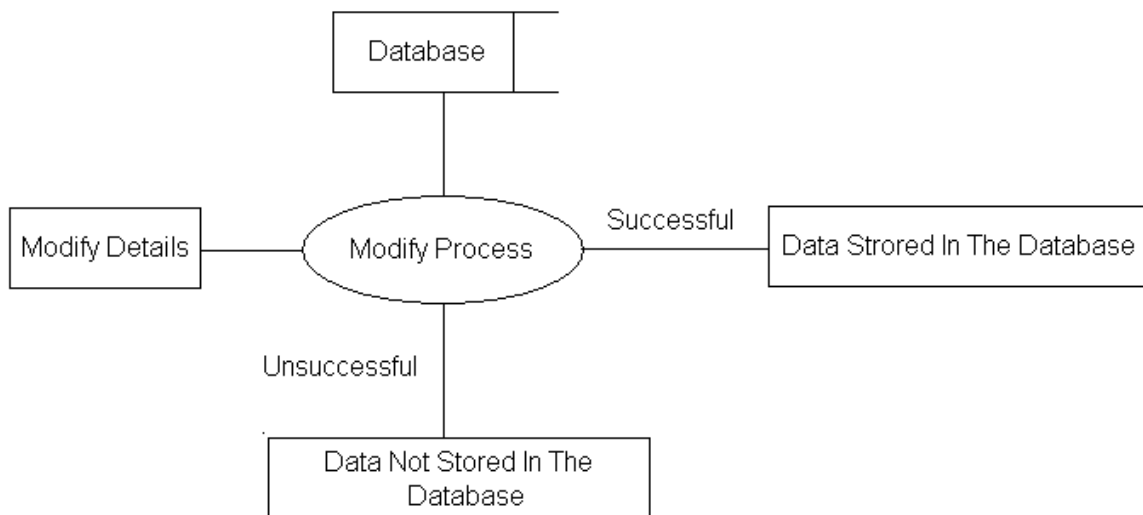 Database
Successful
Modify Details
Modify Process
Data Strored In The Database
Unsuccessful
Data Not Stored In The
Database